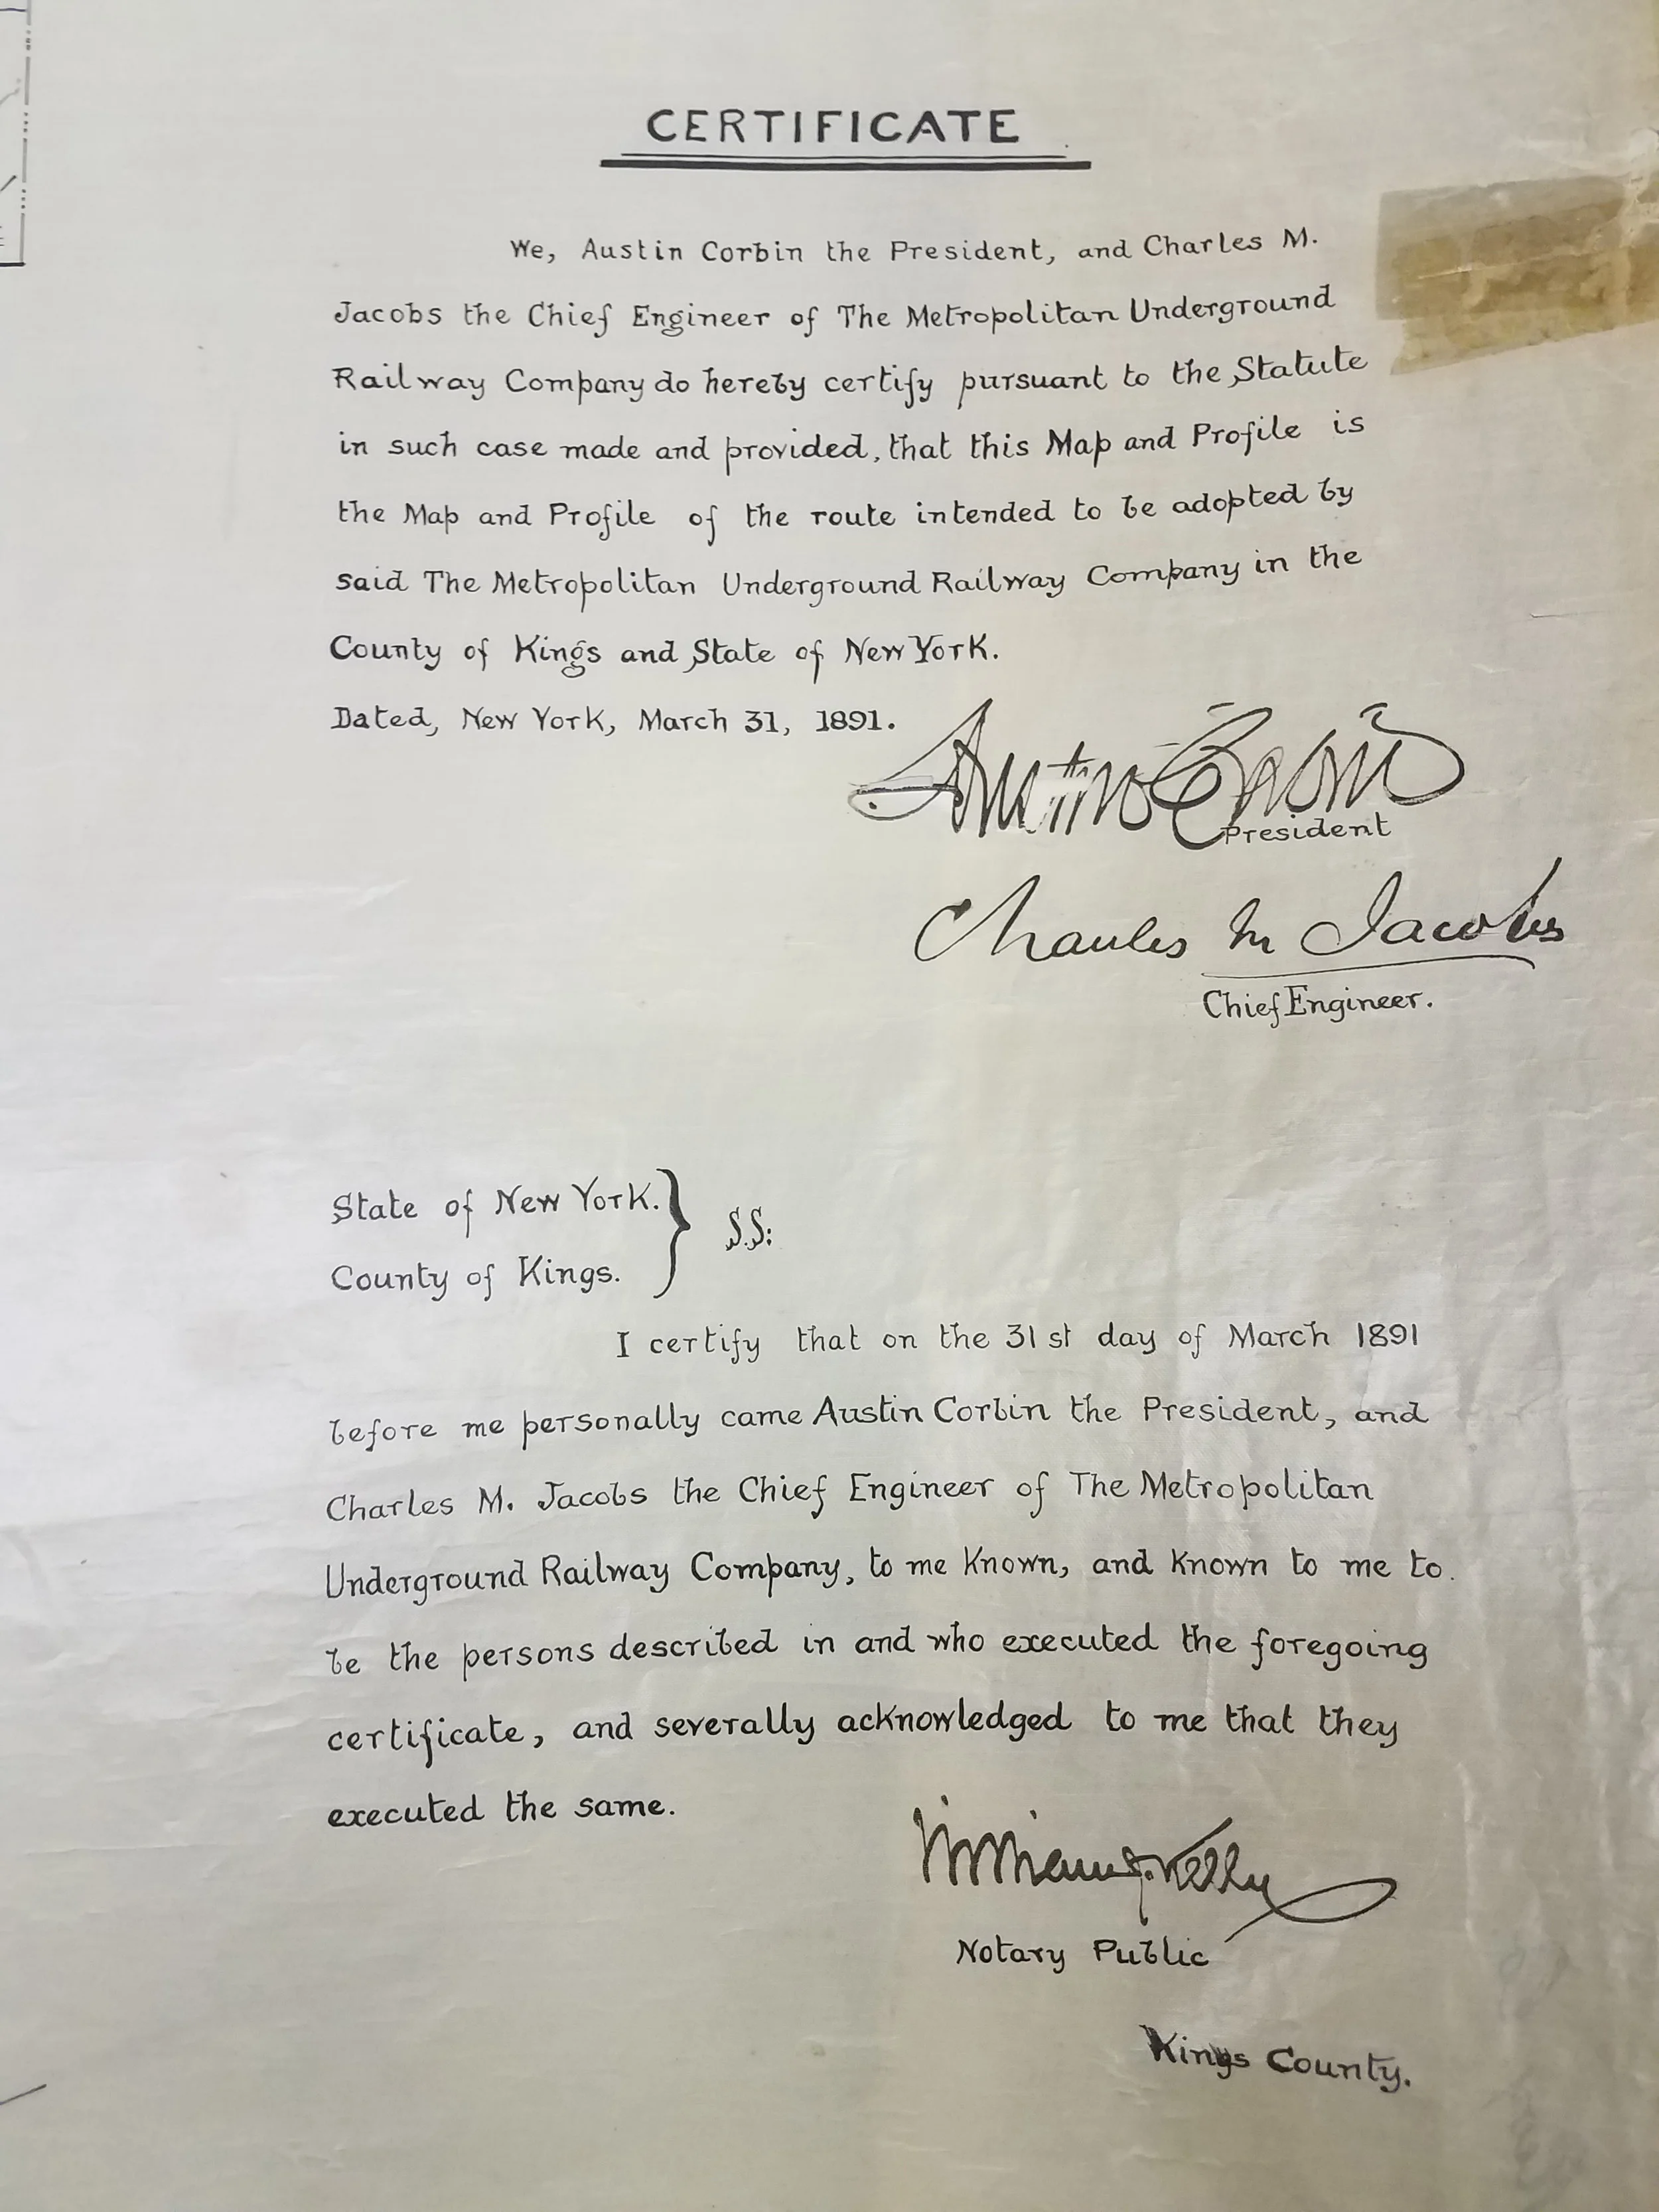 CERTIFICATE
We, Austin Corbin the President, and Charles M.
Jacobs the Chief Engineer of The Metropolitan Underground
Railway Company do hereby certify pursuant to the Statute
in such case made and provided, that this Map and Profile is
the Map and Profile of the route intended to be adopted by
said The Metropolitan Underground Railway Company in the
County of Kings and State of New York.
Dated, New York, March 31, 1891.
Austin Corbin
President
Charles M Jacobs
Chief Engineer.
State of New York. } S.S:
County of Kings.
I certify that on the 31st day of March 1891
before me personally came Austin Corbin the President, and
Charles M. Jacobs the Chief Engineer of The Metropolitan
Underground Railway Company, to me known, and known to me to
be the persons described in and who executed the foregoing
certificate, and severally acknowledged to me that they
executed the same.
William J. Kelly
Notary Public
Kings County.